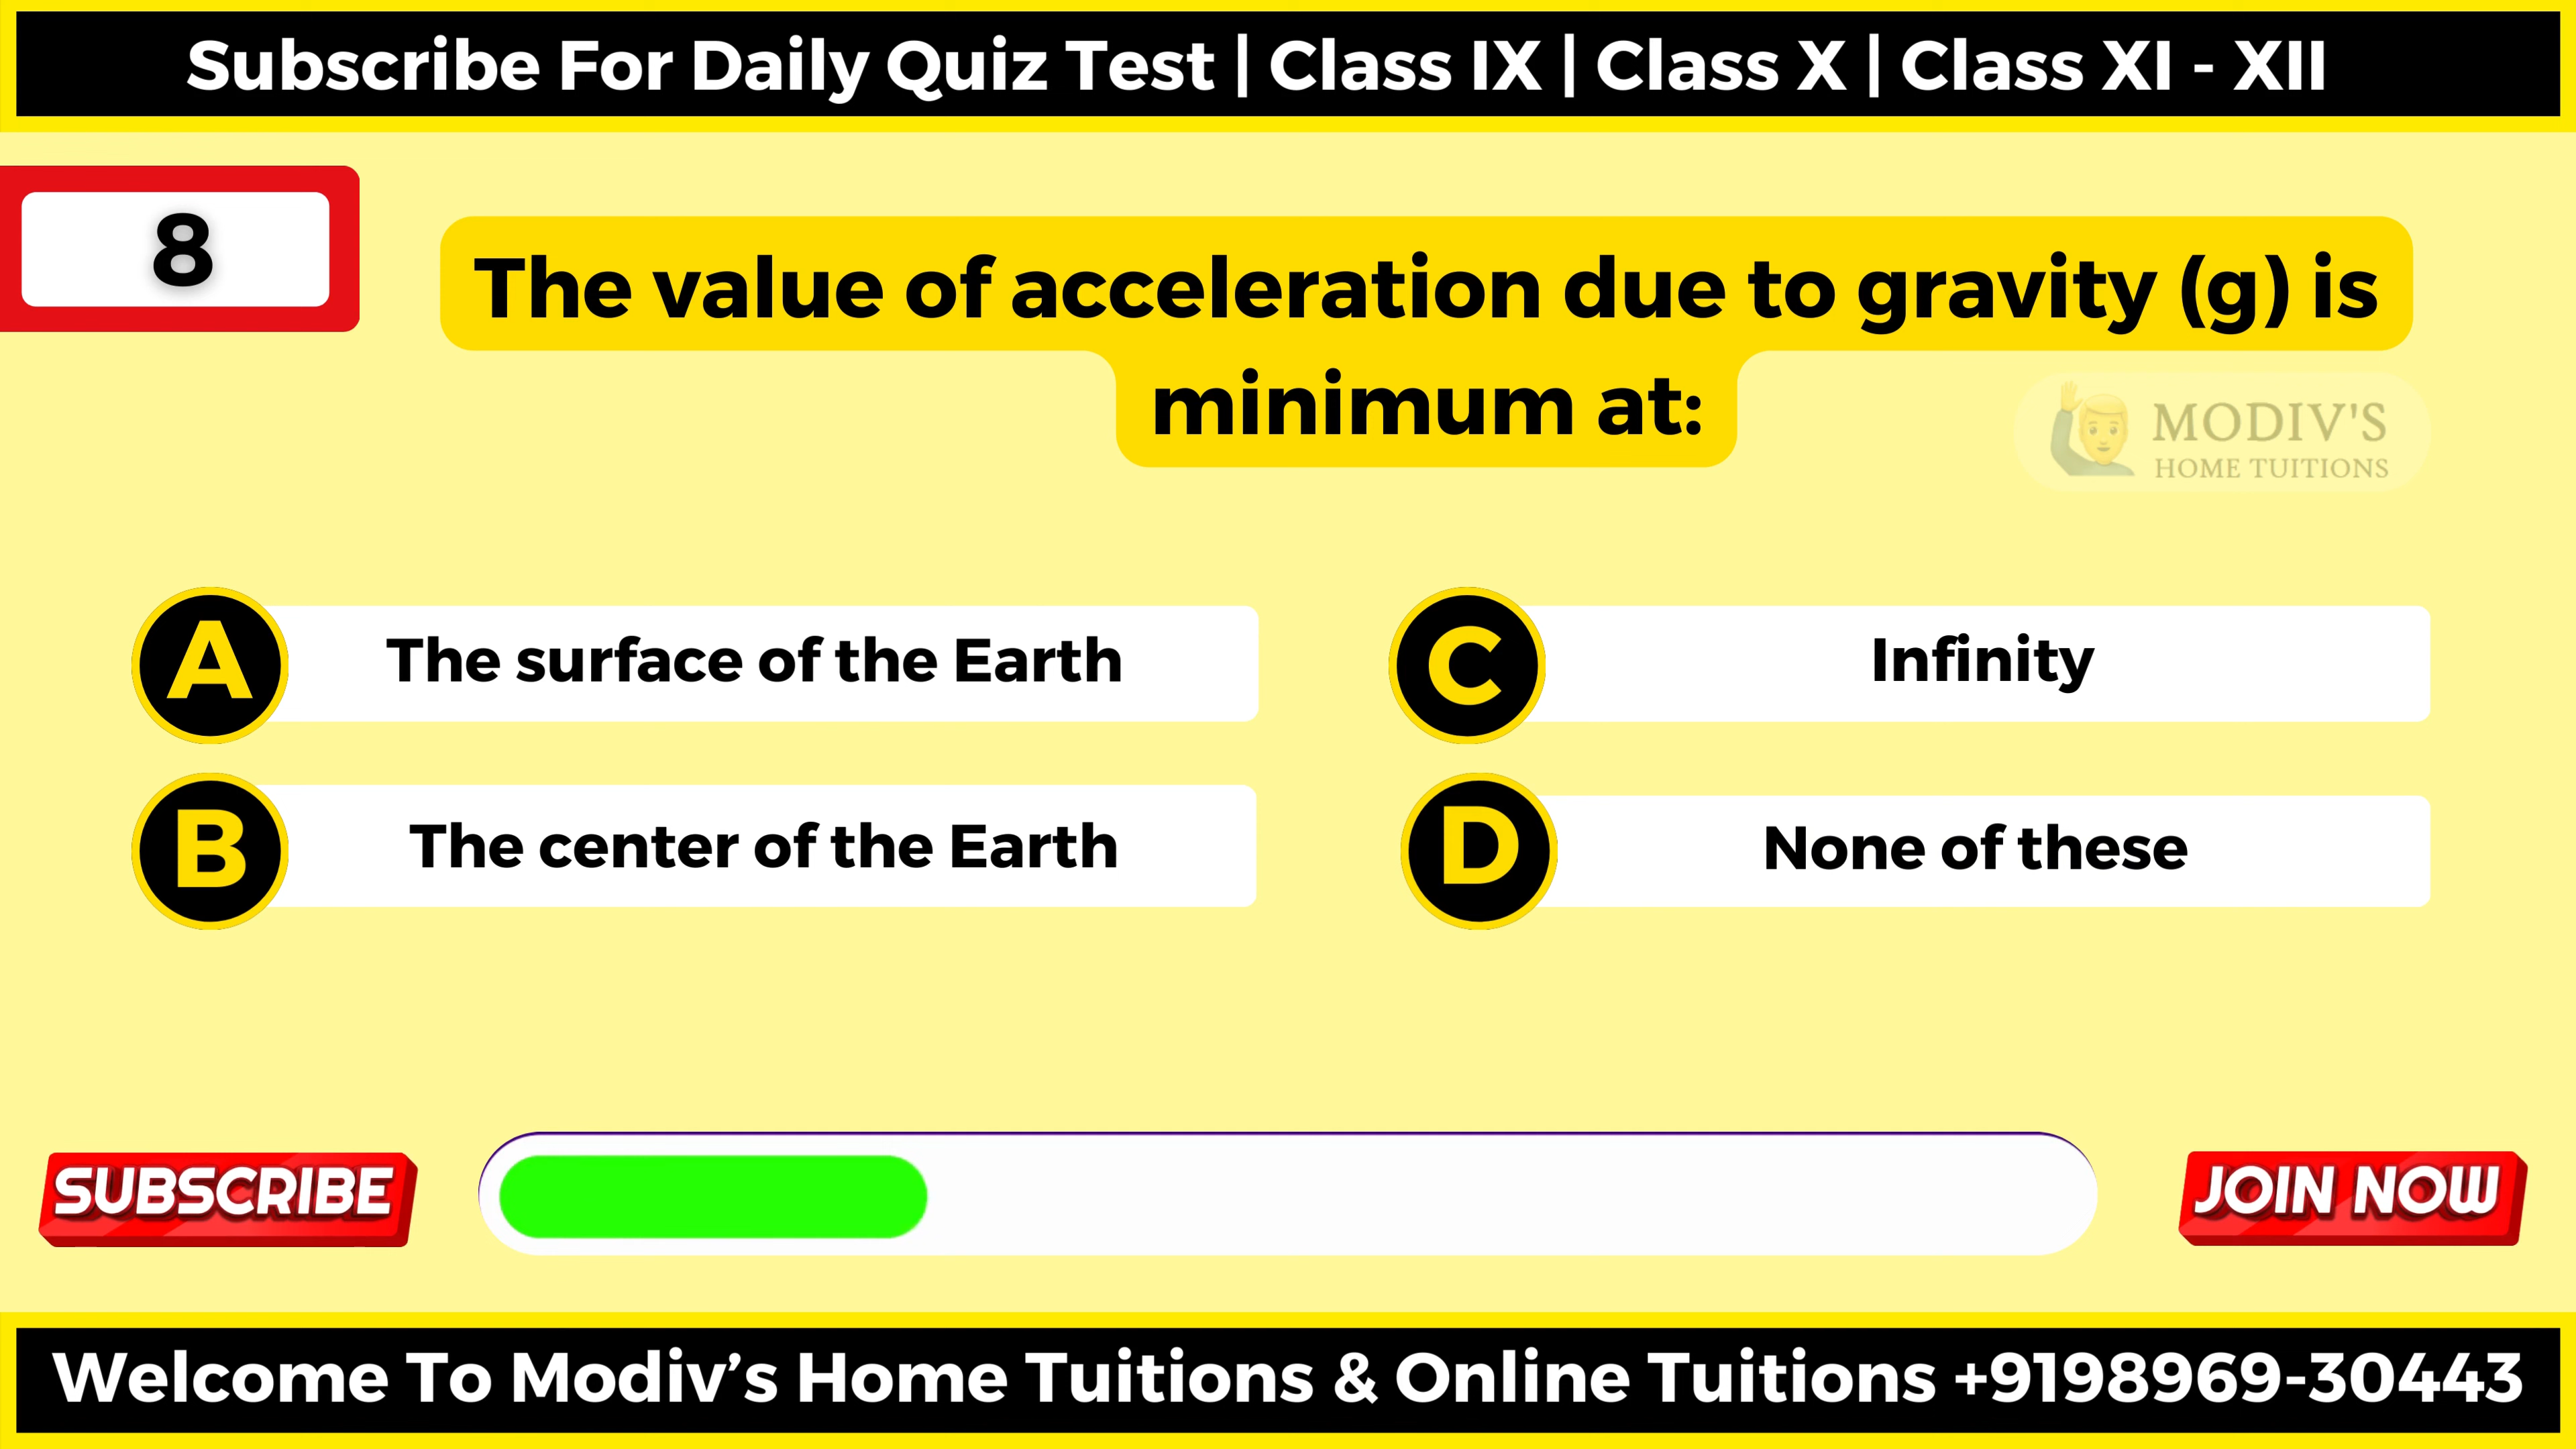 Subscribe For Daily Quiz Test | Class IX | Class X | Class XI - XII
8
The value of acceleration due to gravity (g) is
minimum at:
MODIV'S
HOME TUITIONS
A The surface of the Earth
B The center of the Earth
C Infinity
D None of these
SUBSCRIBE
JOIN NOW
Welcome To Modiv’s Home Tuitions & Online Tuitions +9198969-30443